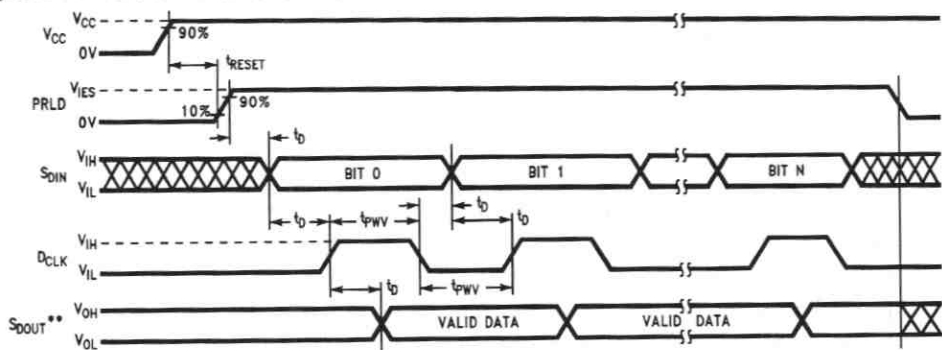 VCC
VCC
0V
90%
tRESET
PRLD
VIES
0V
10%
90%
tD
SDIN
VIH
VIL
BIT 0
BIT 1
BIT N
tD
tPWV
tD
tD
DCLK
VIH
VIL
tD
tPWV
SDOUT**
VOH
VOL
VALID DATA
VALID DATA